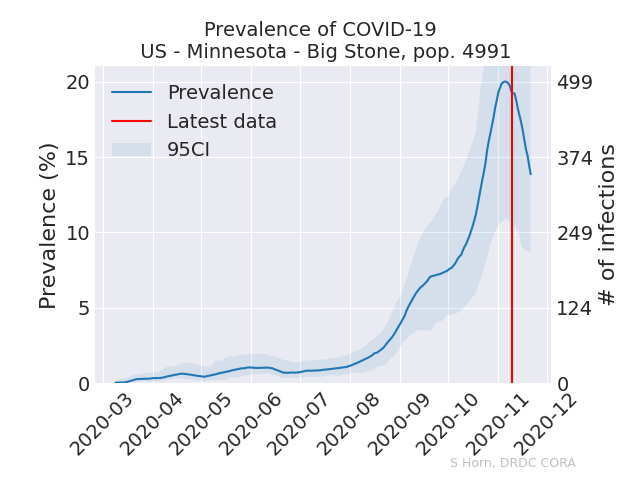 Prevalence of COVID-19
US - Minnesota - Big Stone, pop. 4991
Prevalence
Latest data
95CI
Prevalence (%)
20
15
10
5
0
499
374
249
124
0
# of infections
2020-03
2020-04
2020-05
2020-06
2020-07
2020-08
2020-09
2020-10
2020-11
2020-12
S Horn, DRDC CORA